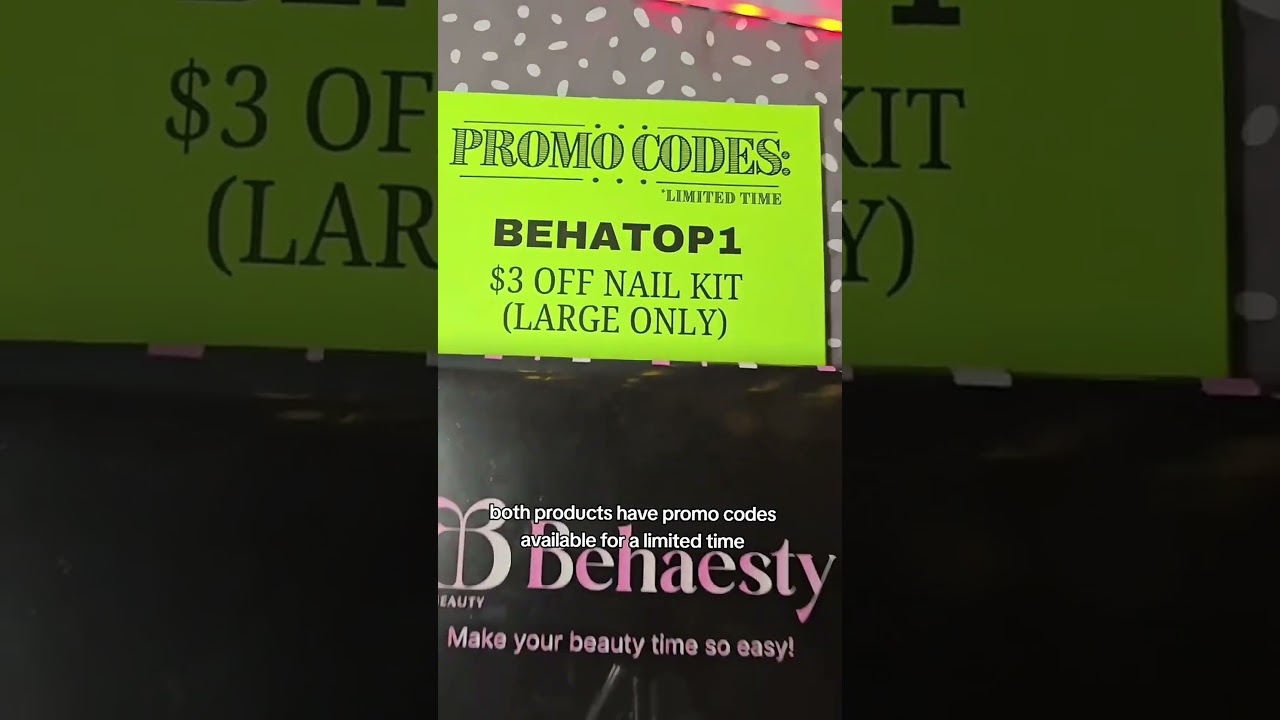 PROMO CODES:
*LIMITED TIME
BEHATOP1
$3 OFF NAIL KIT
(LARGE ONLY)
both products have promo codes
available for a limited time
Behaesty
EAUTY
Make your beauty time so easy!